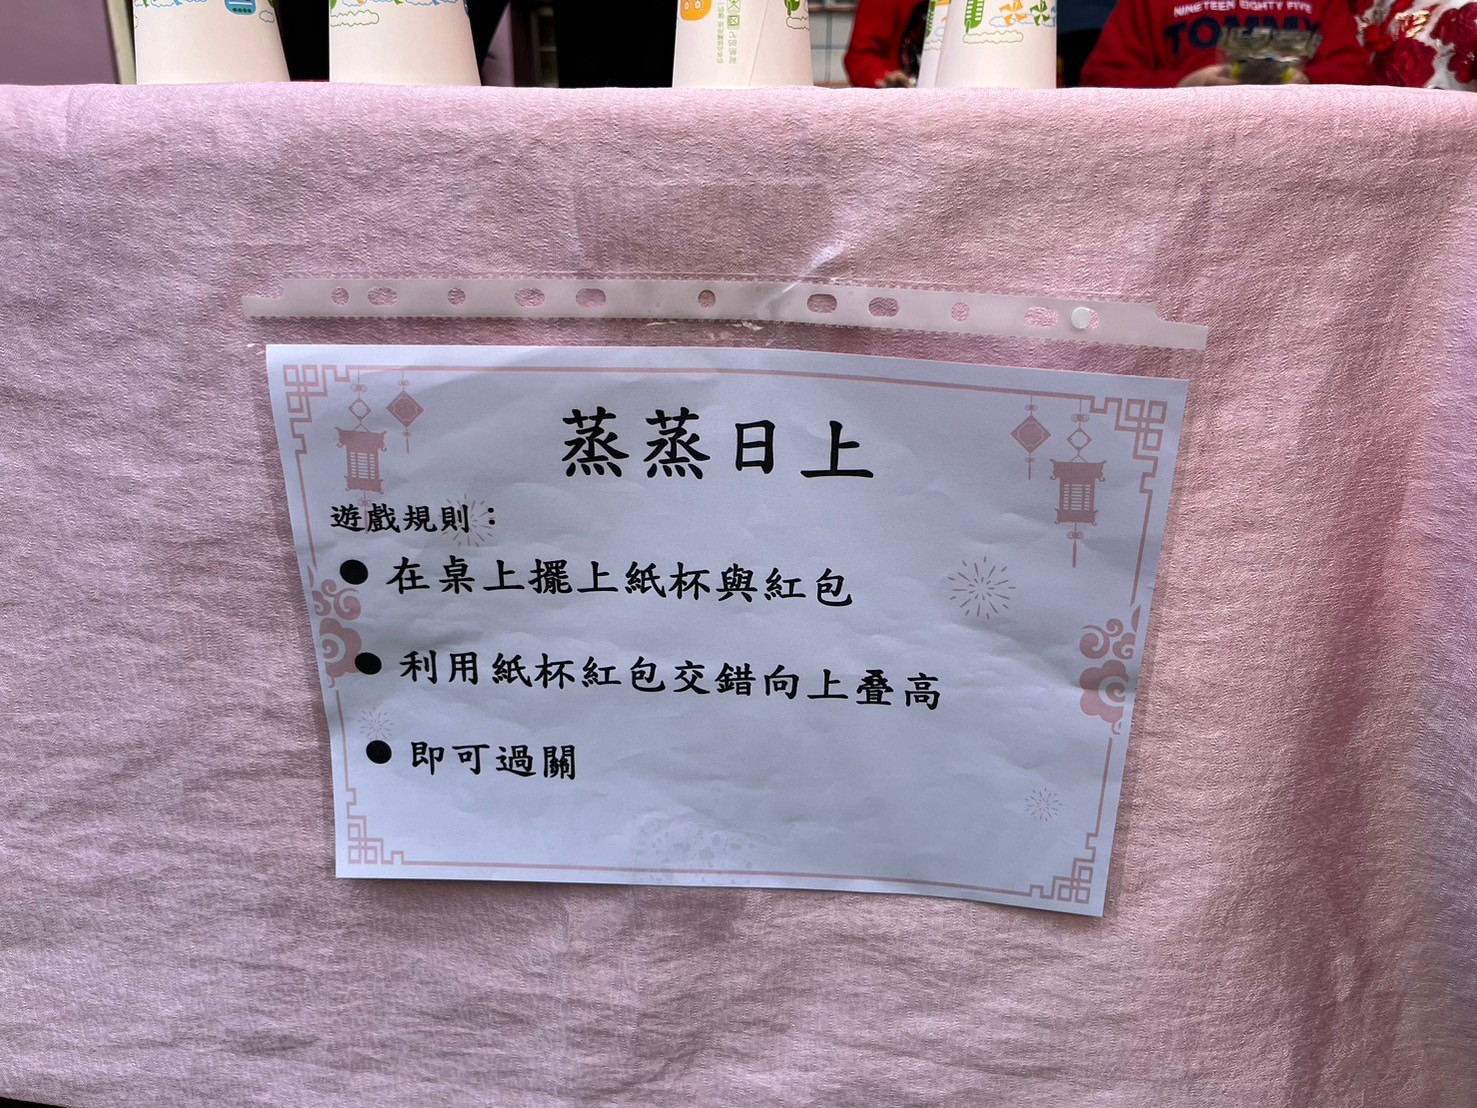 NINETEEN EIGHTY FIVE
蒸蒸日上
遊戲規則：
● 在桌上擺上紙杯與紅包
● 利用紙杯紅包交錯向上疊高
● 即可過關